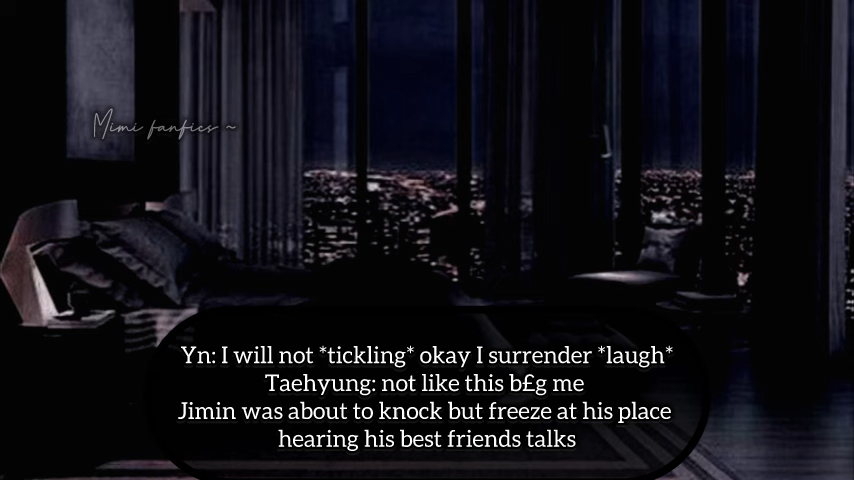 Mimi fanfics ~
Yn: I will not *tickling* okay I surrender *laugh*
Taehyung: not like this b£g me
Jimin was about to knock but freeze at his place
hearing his best friends talks